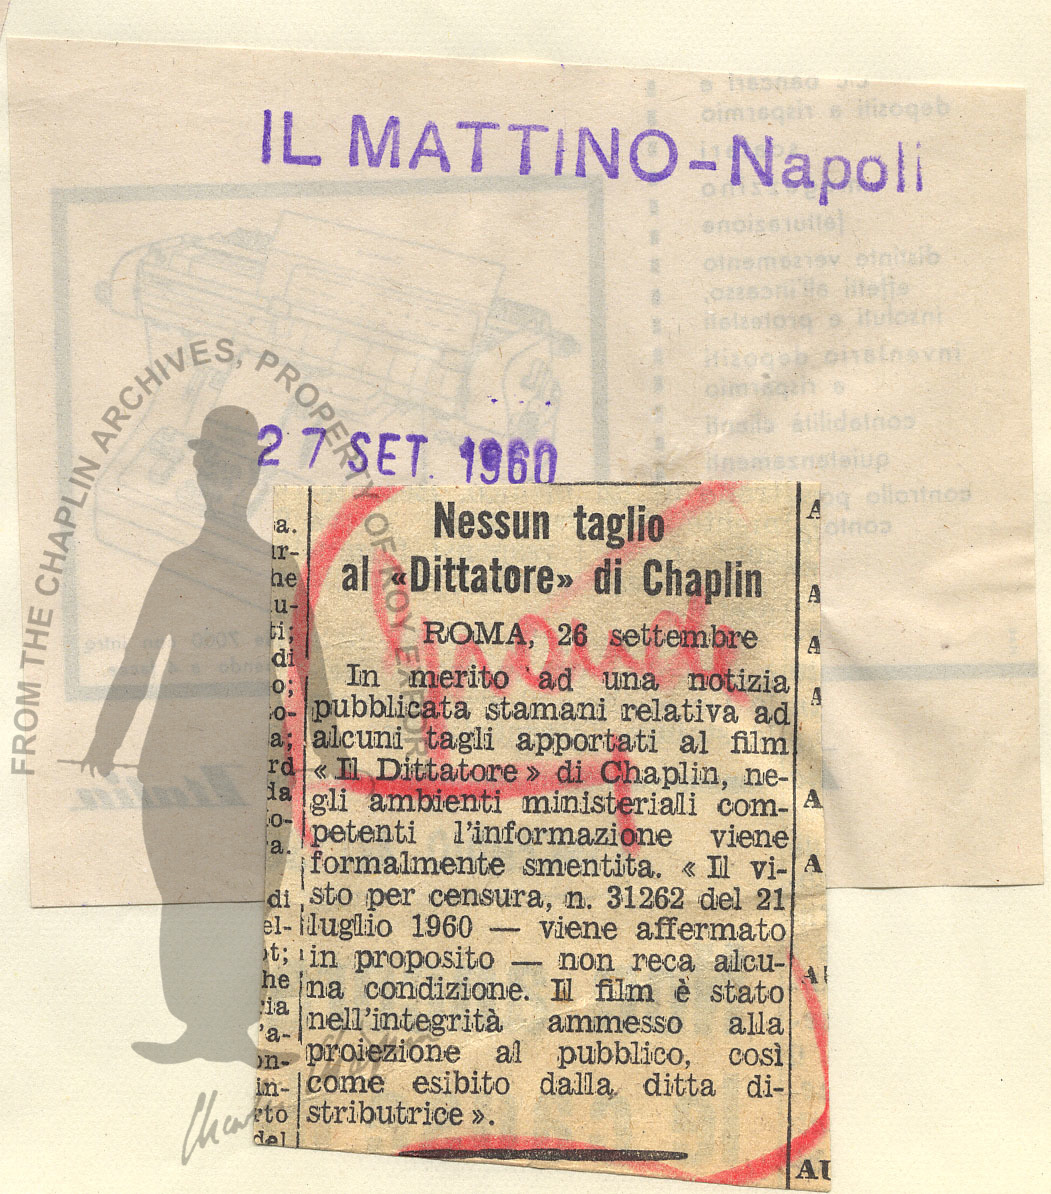 IL MATTINO-Napoli
27 SET. 1960
FROM THE CHAPLIN ARCHIVES, PROPERTY OF ROY EXPORT
Nessun taglio
al «Dittatore» di Chaplin
ROMA, 26 settembre
In merito ad una notizia
pubblicata stamani relativa ad
alcuni tagli apportati al film
« Il Dittatore » di Chaplin, ne-
gli ambienti ministeriali com-
petenti l'informazione viene
formalmente smentita. « Il vi-
sto per censura, n. 31262 del 21
luglio 1960 — viene affermato
in proposito — non reca alcu-
na condizione. Il film è stato
nell'integrità ammesso alla
proiezione al pubblico, così
come esibito dalla ditta di-
stributrice ».